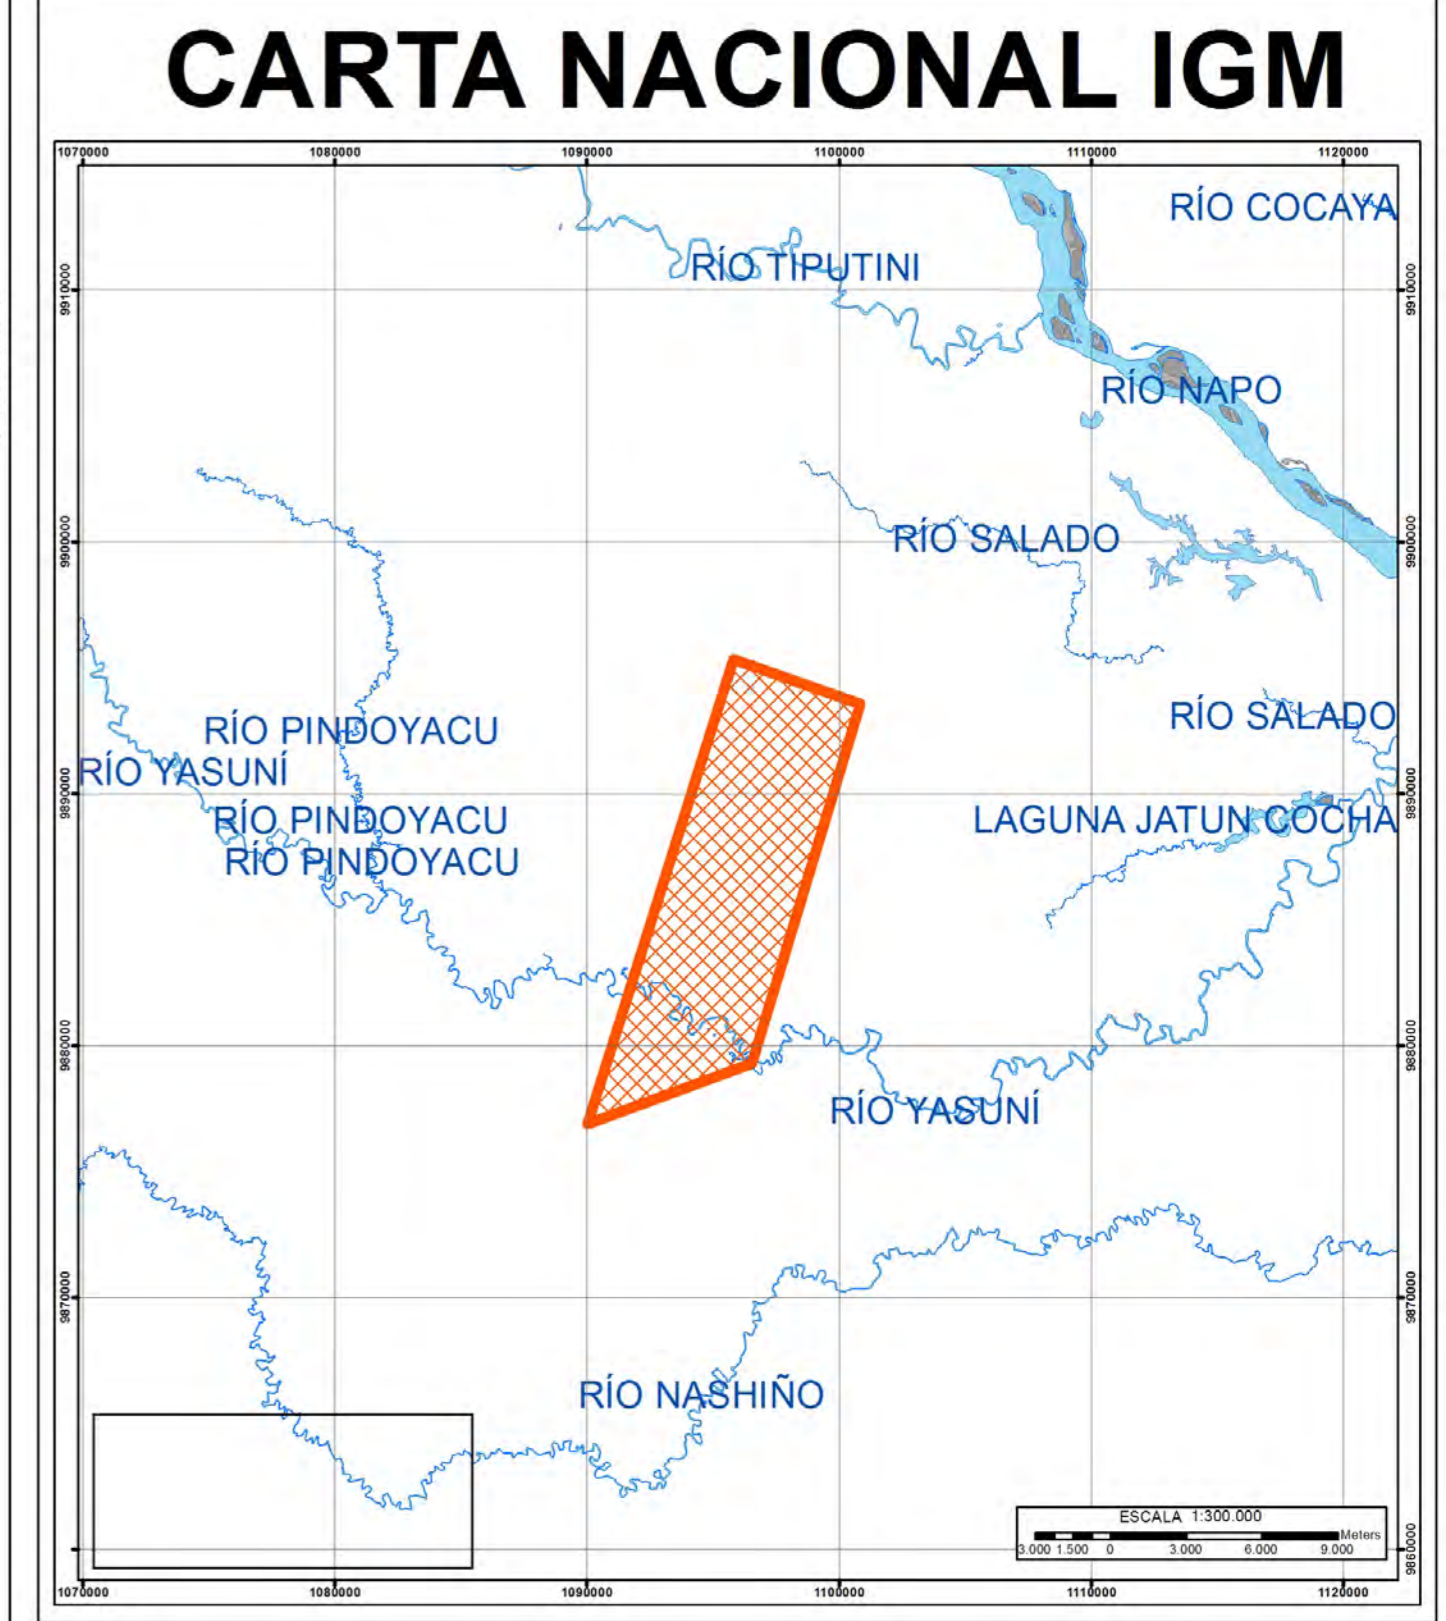 CARTA NACIONAL IGM
1070000 1080000 1090000 1100000 1110000 1120000
RÍO COCAYA
RÍO TIPUTINI
9910000 9910000
RÍO NAPO
RÍO SALADO
9900000 9900000
RÍO SALADO
RÍO PINDOYACU
RÍO YASUNÍ
9890000 9890000
RÍO PINDOYACU
LAGUNA JATUN COCHA
RÍO PINDOYACU
9880000 9880000
RÍO YASUNÍ
9870000 9870000
RÍO NASHIÑO
ESCALA 1:300.000
Meters
3.000 1.500 0 3.000 6.000 9.000
9860000
1070000 1080000 1090000 1100000 1110000 1120000